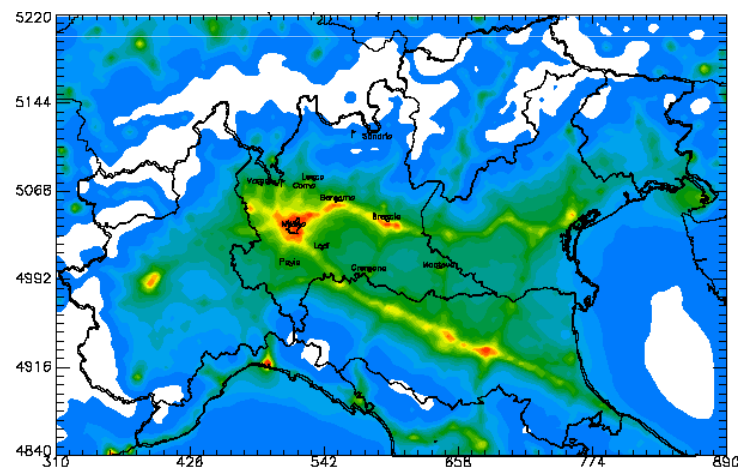 5220
5144
5068
4992
4916
4840
Sondrio
Lecco
Varese
Como
Bergamo
Brescia
Milano
Lodi
Pavia
Cremona
Mantova
310
426
542
658
774
890